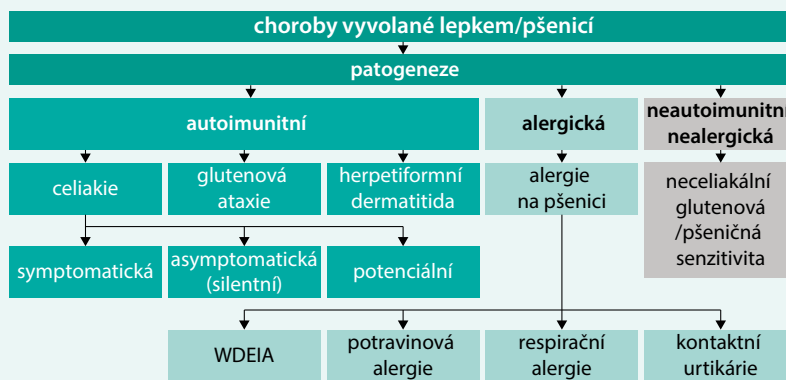 choroby vyvolané lepkem/pšenicí
patogeneze
autoimunitní
alergická
neautoimunitní
nealergická
celiakie
glutenová
ataxie
herpetiformní
dermatitida
alergie
na pšenici
neceliakální
glutenová
/pšeničná
senzitivita
symptomatická
asymptomatická
(silentní)
potenciální
WDEIA
potravinová
alergie
respirační
alergie
kontaktní
urtikárie